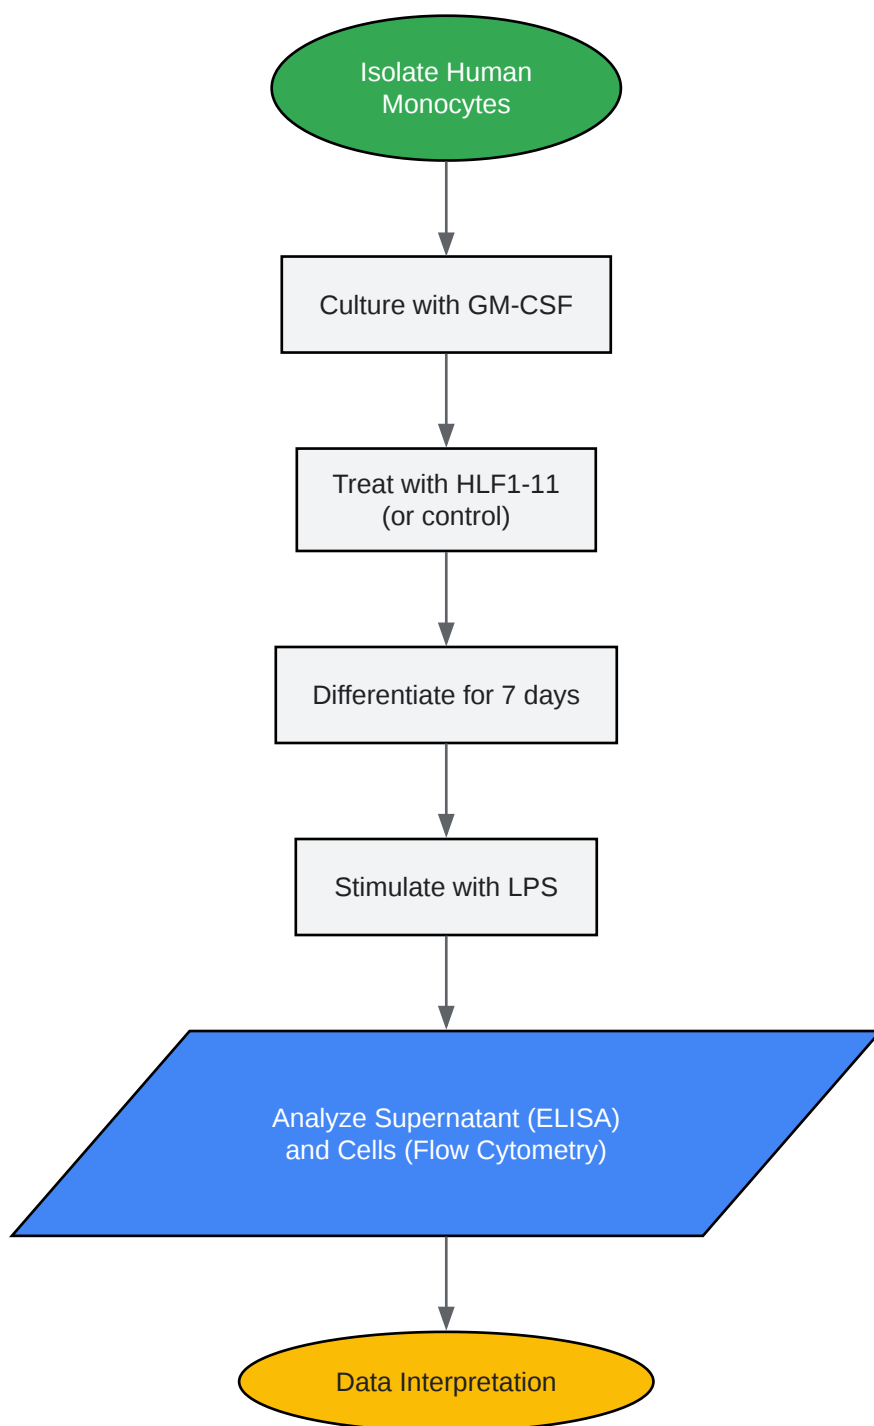 Isolate Human
Monocytes
Culture with GM-CSF
Treat with HLF1-11
(or control)
Differentiate for 7 days
Stimulate with LPS
Analyze Supernatant (ELISA)
and Cells (Flow Cytometry)
Data Interpretation